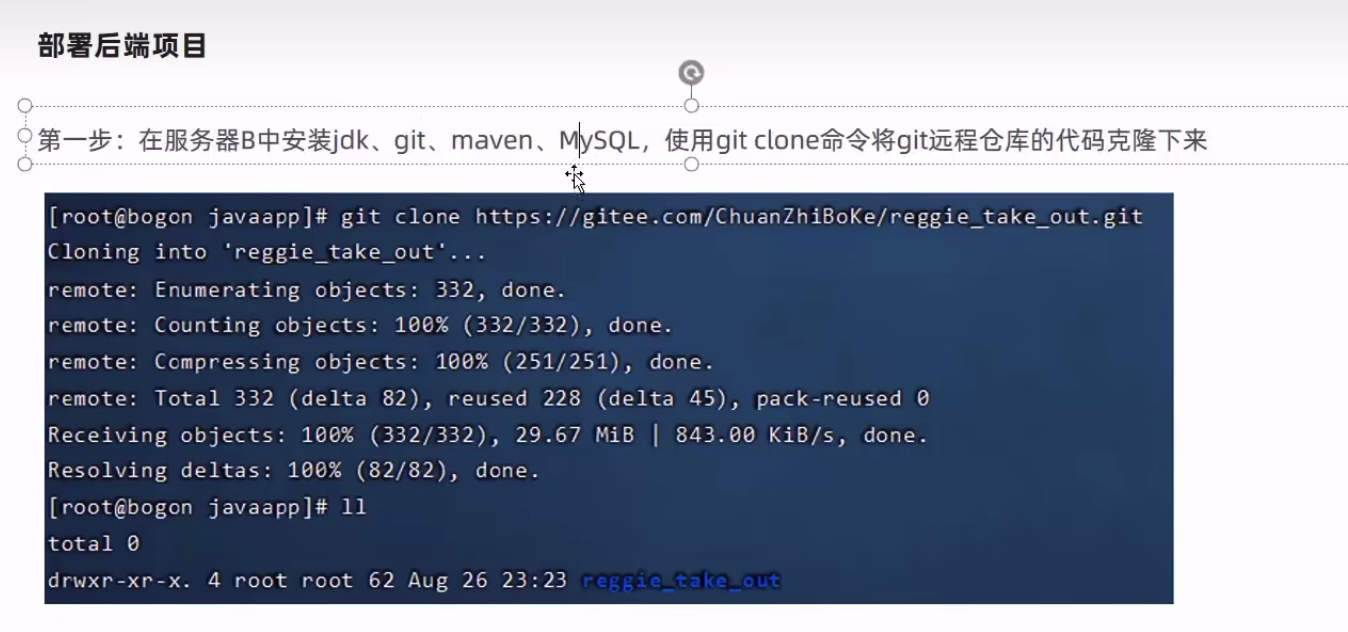 部署后端项目
第一步：在服务器B中安装jdk、git、maven、MySQL，使用git clone命令将git远程仓库的代码克隆下来
[root@bogon javaapp]# git clone https://gitee.com/ChuanZhiBoKe/reggie_take_out.git
Cloning into 'reggie_take_out'...
remote: Enumerating objects: 332, done.
remote: Counting objects: 100% (332/332), done.
remote: Compressing objects: 100% (251/251), done.
remote: Total 332 (delta 82), reused 228 (delta 45), pack-reused 0
Receiving objects: 100% (332/332), 29.67 MiB | 843.00 KiB/s, done.
Resolving deltas: 100% (82/82), done.
[root@bogon javaapp]# ll
total 0
drwxr-xr-x. 4 root root 62 Aug 26 23:23 reggie_take_out